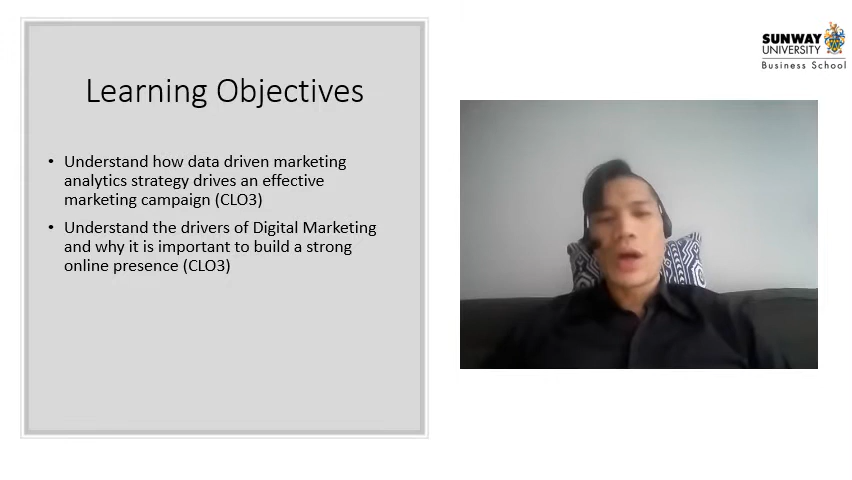 Learning Objectives
• Understand how data driven marketing
analytics strategy drives an effective
marketing campaign (CLO3)
• Understand the drivers of Digital Marketing
and why it is important to build a strong
online presence (CLO3)
SUNWAY
UNIVERSITY
Business School